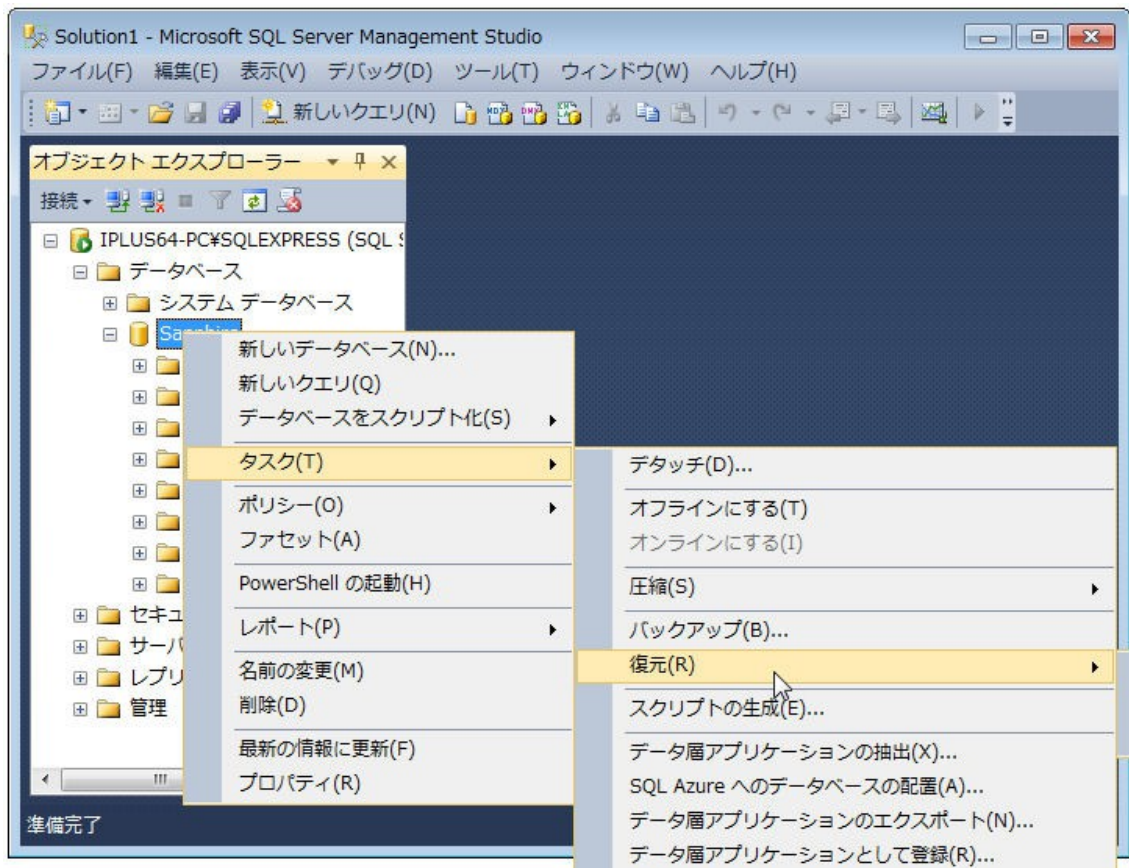 Solution1 - Microsoft SQL Server Management Studio
ファイル(F) 編集(E) 表示(V) デバッグ(D) ツール(T) ウィンドウ(W) ヘルプ(H)
新しいクエリ(N)
オブジェクト エクスプローラー
接続
IPLUS64-PC¥SQLEXPRESS (SQL
データベース
システム データベース
セキュ
サーバ
レプリ
管理
新しいデータベース(N)...
新しいクエリ(Q)
データベースをスクリプト化(S)
タスク(T)
ポリシー(O)
ファセット(A)
PowerShell の起動(H)
レポート(P)
名前の変更(M)
削除(D)
最新の情報に更新(F)
プロパティ(R)
デタッチ(D)...
オフラインにする(T)
オンラインにする(I)
圧縮(S)
バックアップ(B)...
復元(R)
スクリプトの生成(E)...
データ層アプリケーションの抽出(X)...
SQL Azure へのデータベースの配置(A)...
データ層アプリケーションのエクスポート(N)...
データ層アプリケーションとして登録(R)...
準備完了